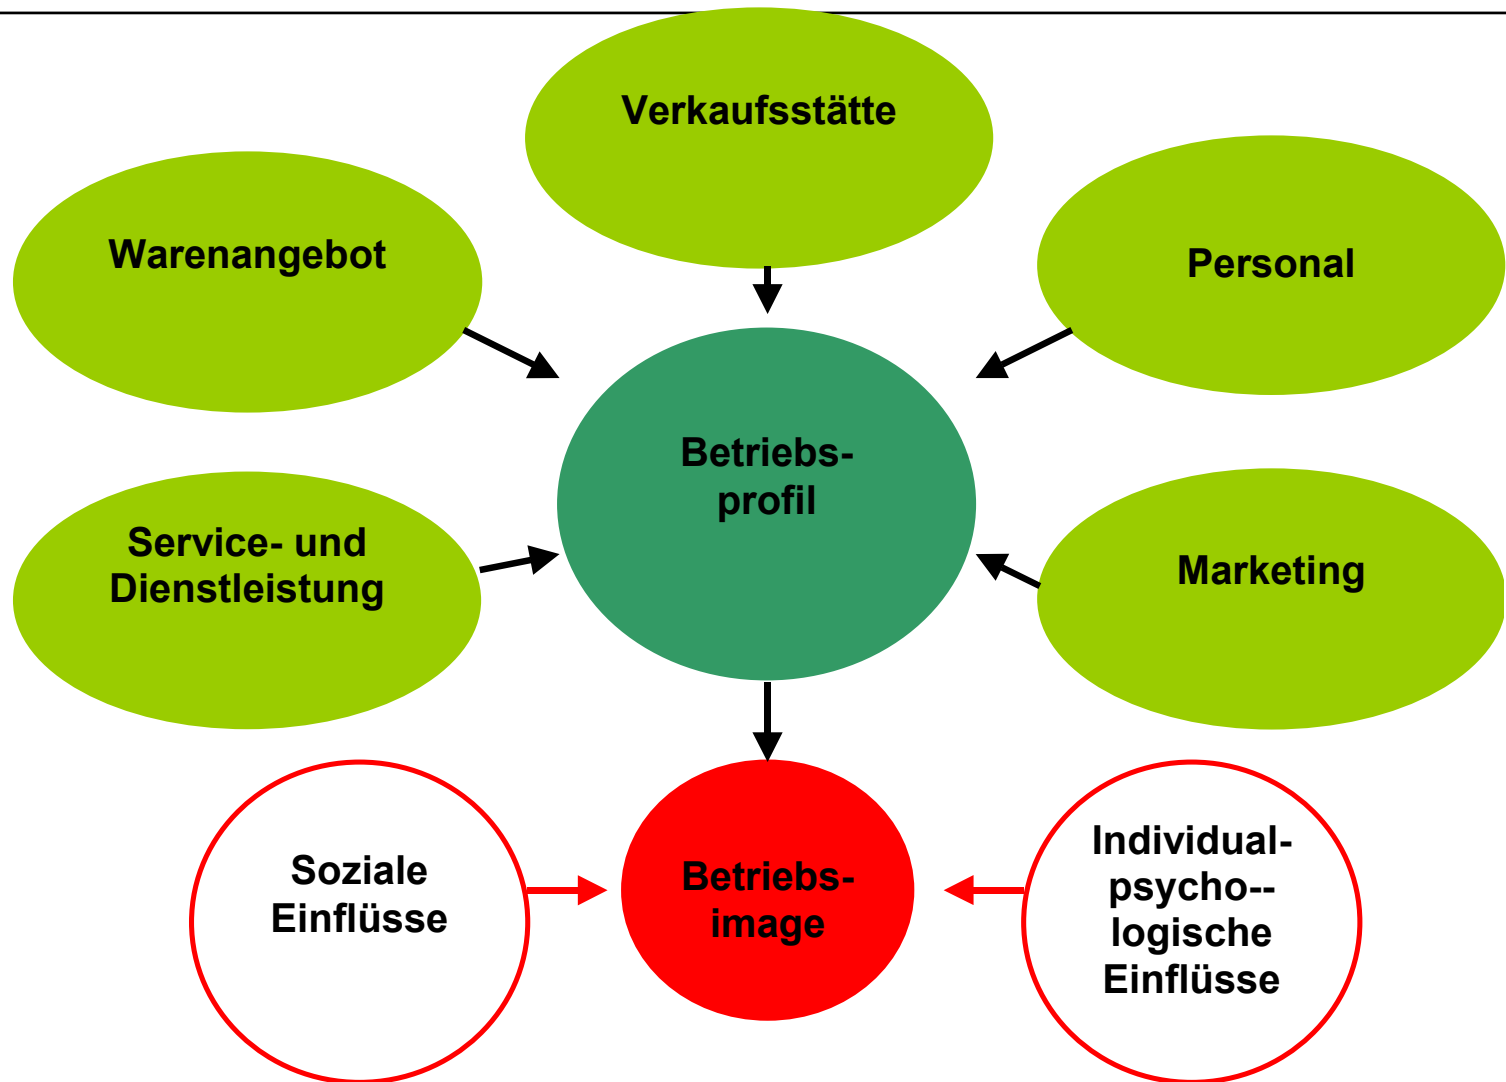 Verkaufsstätte
Warenangebot
Personal
Betriebs-
profil
Service- und
Dienstleistung
Marketing
Soziale
Einflüsse
Betriebs-
image
Individual-
psycho--
logische
Einflüsse